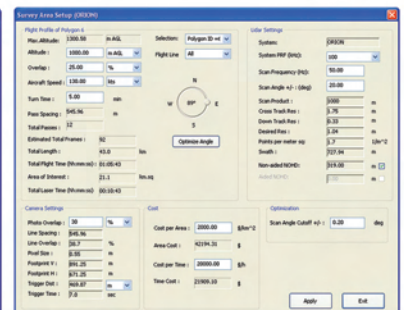 Survey Area Setup (ORION)
Flight Profile of Polygon 6
Max.Altitude: 1300.58 m AGL
Altitude : 1080.00 m AGL
Overlap : 25.00 %
Aircraft Speed : 130.00 kts
Turn Time : 5.00 min
Pass Spacing : 545.96 m
Total Passes : 12
Estimated Total Frames : 92
Total Length : 43.0 km
Total Flight Time (hh:mm:ss): 01:05:43
Area of Interest : 21.1 km.sq
Total Laser Time (hh:mm:ss): 00:10:43
Selection: Polygon ID
Flight Line All
N
W 89° E
S
Optimize Angle
Lidar Settings
System: ORION
System PRF (kHz): 100
Scan Frequency (Hz): 50.00
Scan Angle +/- : (deg) 20.00
Scan Product : 1000 m
Cross Track Res : 1.75 m
Down Track Res : 0.33 m
Desired Res : 1.04 m
Points per meter sq 1.7 1/m^2
Swath : 727.94 m
Non-aided NOHD: 319.00 m
Aided NOHD: m
Camera Settings
Photo Overlap : 30 %
Line Spacing : 545.96
Line Overlap : 38.7 %
Pixel Size : m
Footprint V : 891.25 m
Footprint H : 671.25 m
Trigger Dist : 469.87 m
Trigger Time : 7.0 sec
Cost
Cost per Area : 2000.00 $/km^2
Area Cost : 42194.31 $
Cost per Time : 20000.00 $/h
Time Cost : 21909.10 $
Optimization
Scan Angle Cutoff +/- : 0.20 deg
Apply Exit